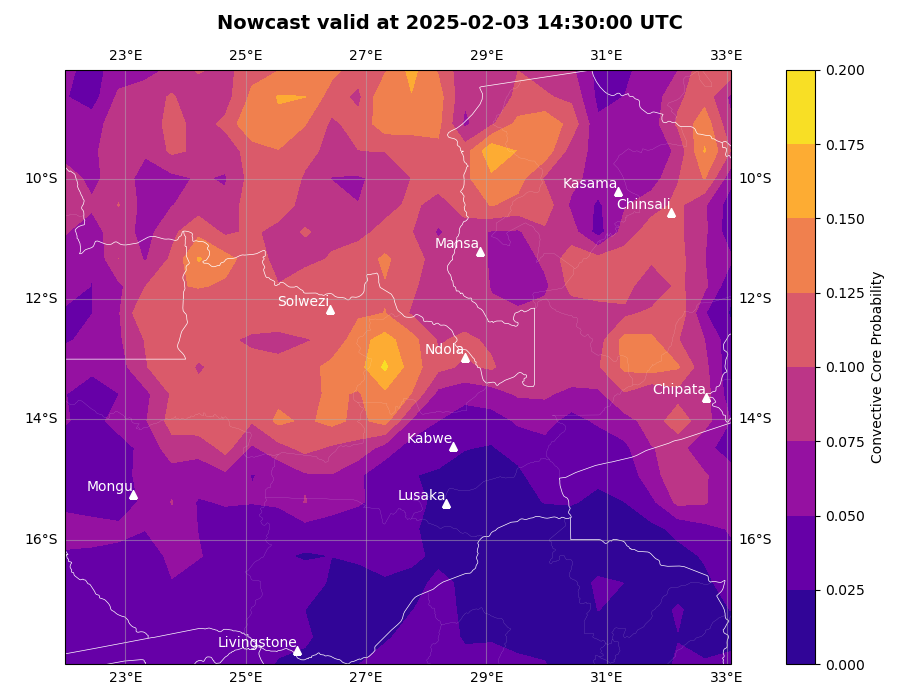 Nowcast valid at 2025-02-03 14:30:00 UTC
23°E 25°E 27°E 29°E 31°E 33°E
0.200
0.175
10°S Kasama 10°S
Chinsali
0.150
Mansa
12°S Solwezi 12°S
0.125
Ndola
0.100
Chipata
14°S 14°S
Kabwe
0.075
Mongu
Lusaka
0.050
16°S 16°S
0.025
Livingstone
0.000
23°E 25°E 27°E 29°E 31°E 33°E
Convective Core Probability